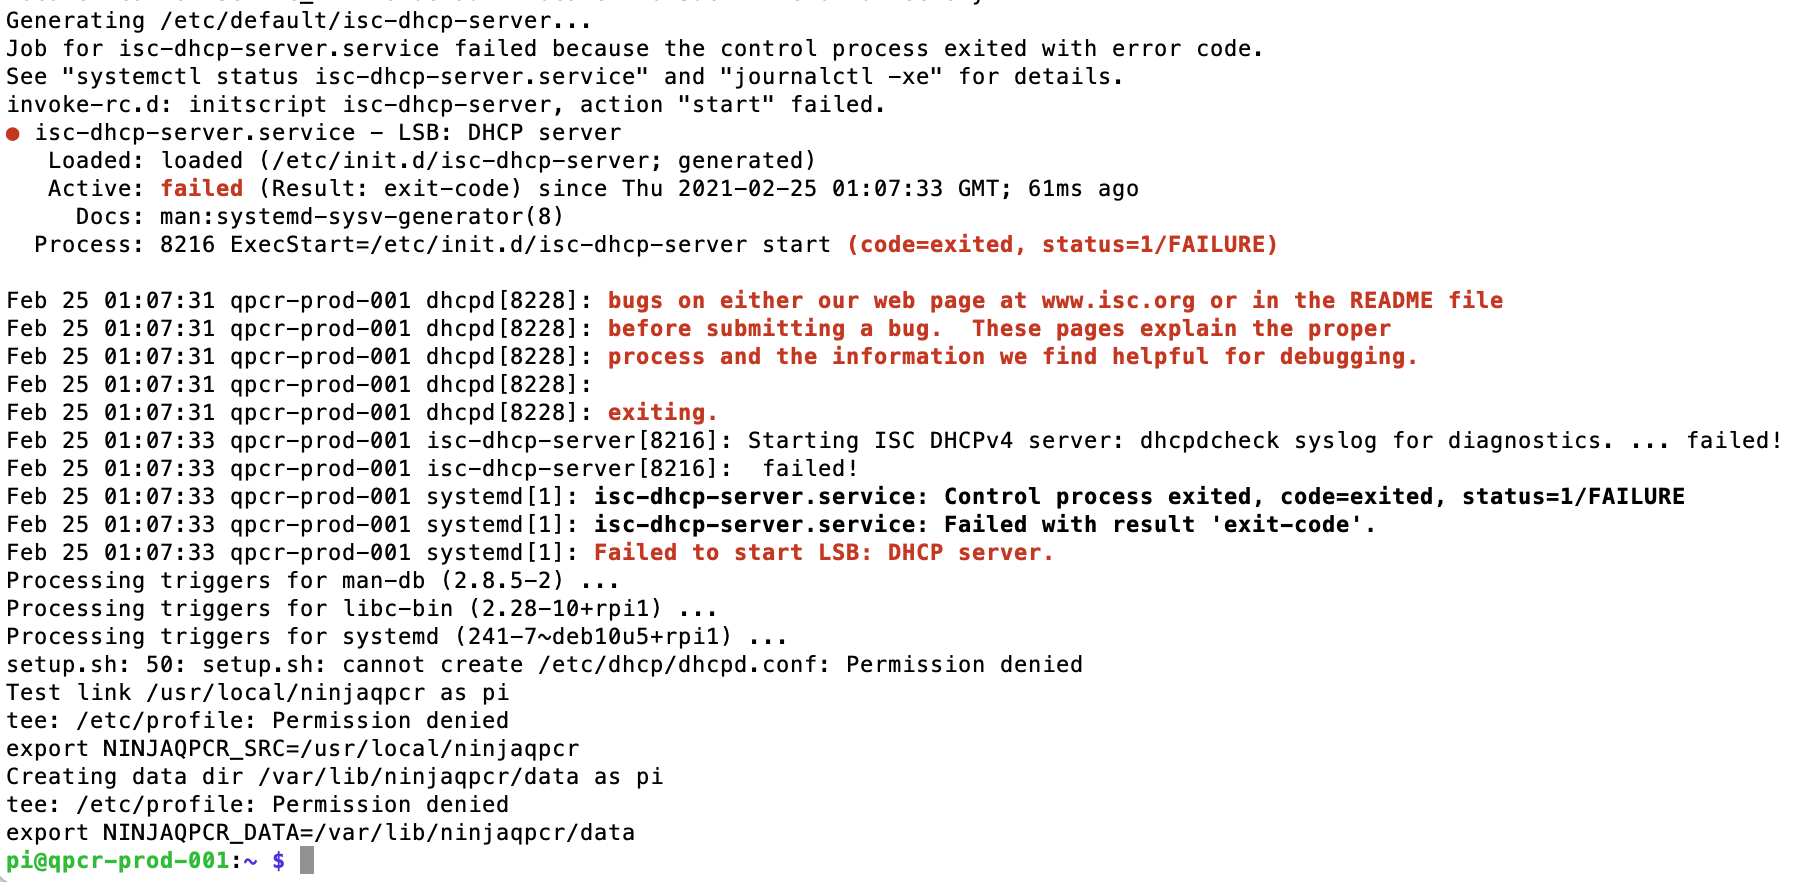 Generating /etc/default/isc-dhcp-server...
Job for isc-dhcp-server.service failed because the control process exited with error code.
See "systemctl status isc-dhcp-server.service" and "journalctl -xe" for details.
invoke-rc.d: initscript isc-dhcp-server, action "start" failed.
● isc-dhcp-server.service - LSB: DHCP server
   Loaded: loaded (/etc/init.d/isc-dhcp-server; generated)
   Active: failed (Result: exit-code) since Thu 2021-02-25 01:07:33 GMT; 61ms ago
     Docs: man:systemd-sysv-generator(8)
  Process: 8216 ExecStart=/etc/init.d/isc-dhcp-server start (code=exited, status=1/FAILURE)

Feb 25 01:07:31 qpcr-prod-001 dhcpd[8228]: bugs on either our web page at www.isc.org or in the README file
Feb 25 01:07:31 qpcr-prod-001 dhcpd[8228]: before submitting a bug.  These pages explain the proper
Feb 25 01:07:31 qpcr-prod-001 dhcpd[8228]: process and the information we find helpful for debugging.
Feb 25 01:07:31 qpcr-prod-001 dhcpd[8228]:
Feb 25 01:07:31 qpcr-prod-001 dhcpd[8228]: exiting.
Feb 25 01:07:33 qpcr-prod-001 isc-dhcp-server[8216]: Starting ISC DHCPv4 server: dhcpdcheck syslog for diagnostics. ... failed!
Feb 25 01:07:33 qpcr-prod-001 isc-dhcp-server[8216]:  failed!
Feb 25 01:07:33 qpcr-prod-001 systemd[1]: isc-dhcp-server.service: Control process exited, code=exited, status=1/FAILURE
Feb 25 01:07:33 qpcr-prod-001 systemd[1]: isc-dhcp-server.service: Failed with result 'exit-code'.
Feb 25 01:07:33 qpcr-prod-001 systemd[1]: Failed to start LSB: DHCP server.
Processing triggers for man-db (2.8.5-2) ...
Processing triggers for libc-bin (2.28-10+rpi1) ...
Processing triggers for systemd (241-7~deb10u5+rpi1) ...
setup.sh: 50: setup.sh: cannot create /etc/dhcp/dhcpd.conf: Permission denied
Test link /usr/local/ninjaqpcr as pi
tee: /etc/profile: Permission denied
export NINJAQPCR_SRC=/usr/local/ninjaqpcr
Creating data dir /var/lib/ninjaqpcr/data as pi
tee: /etc/profile: Permission denied
export NINJAQPCR_DATA=/var/lib/ninjaqpcr/data
pi@qpcr-prod-001:~ $